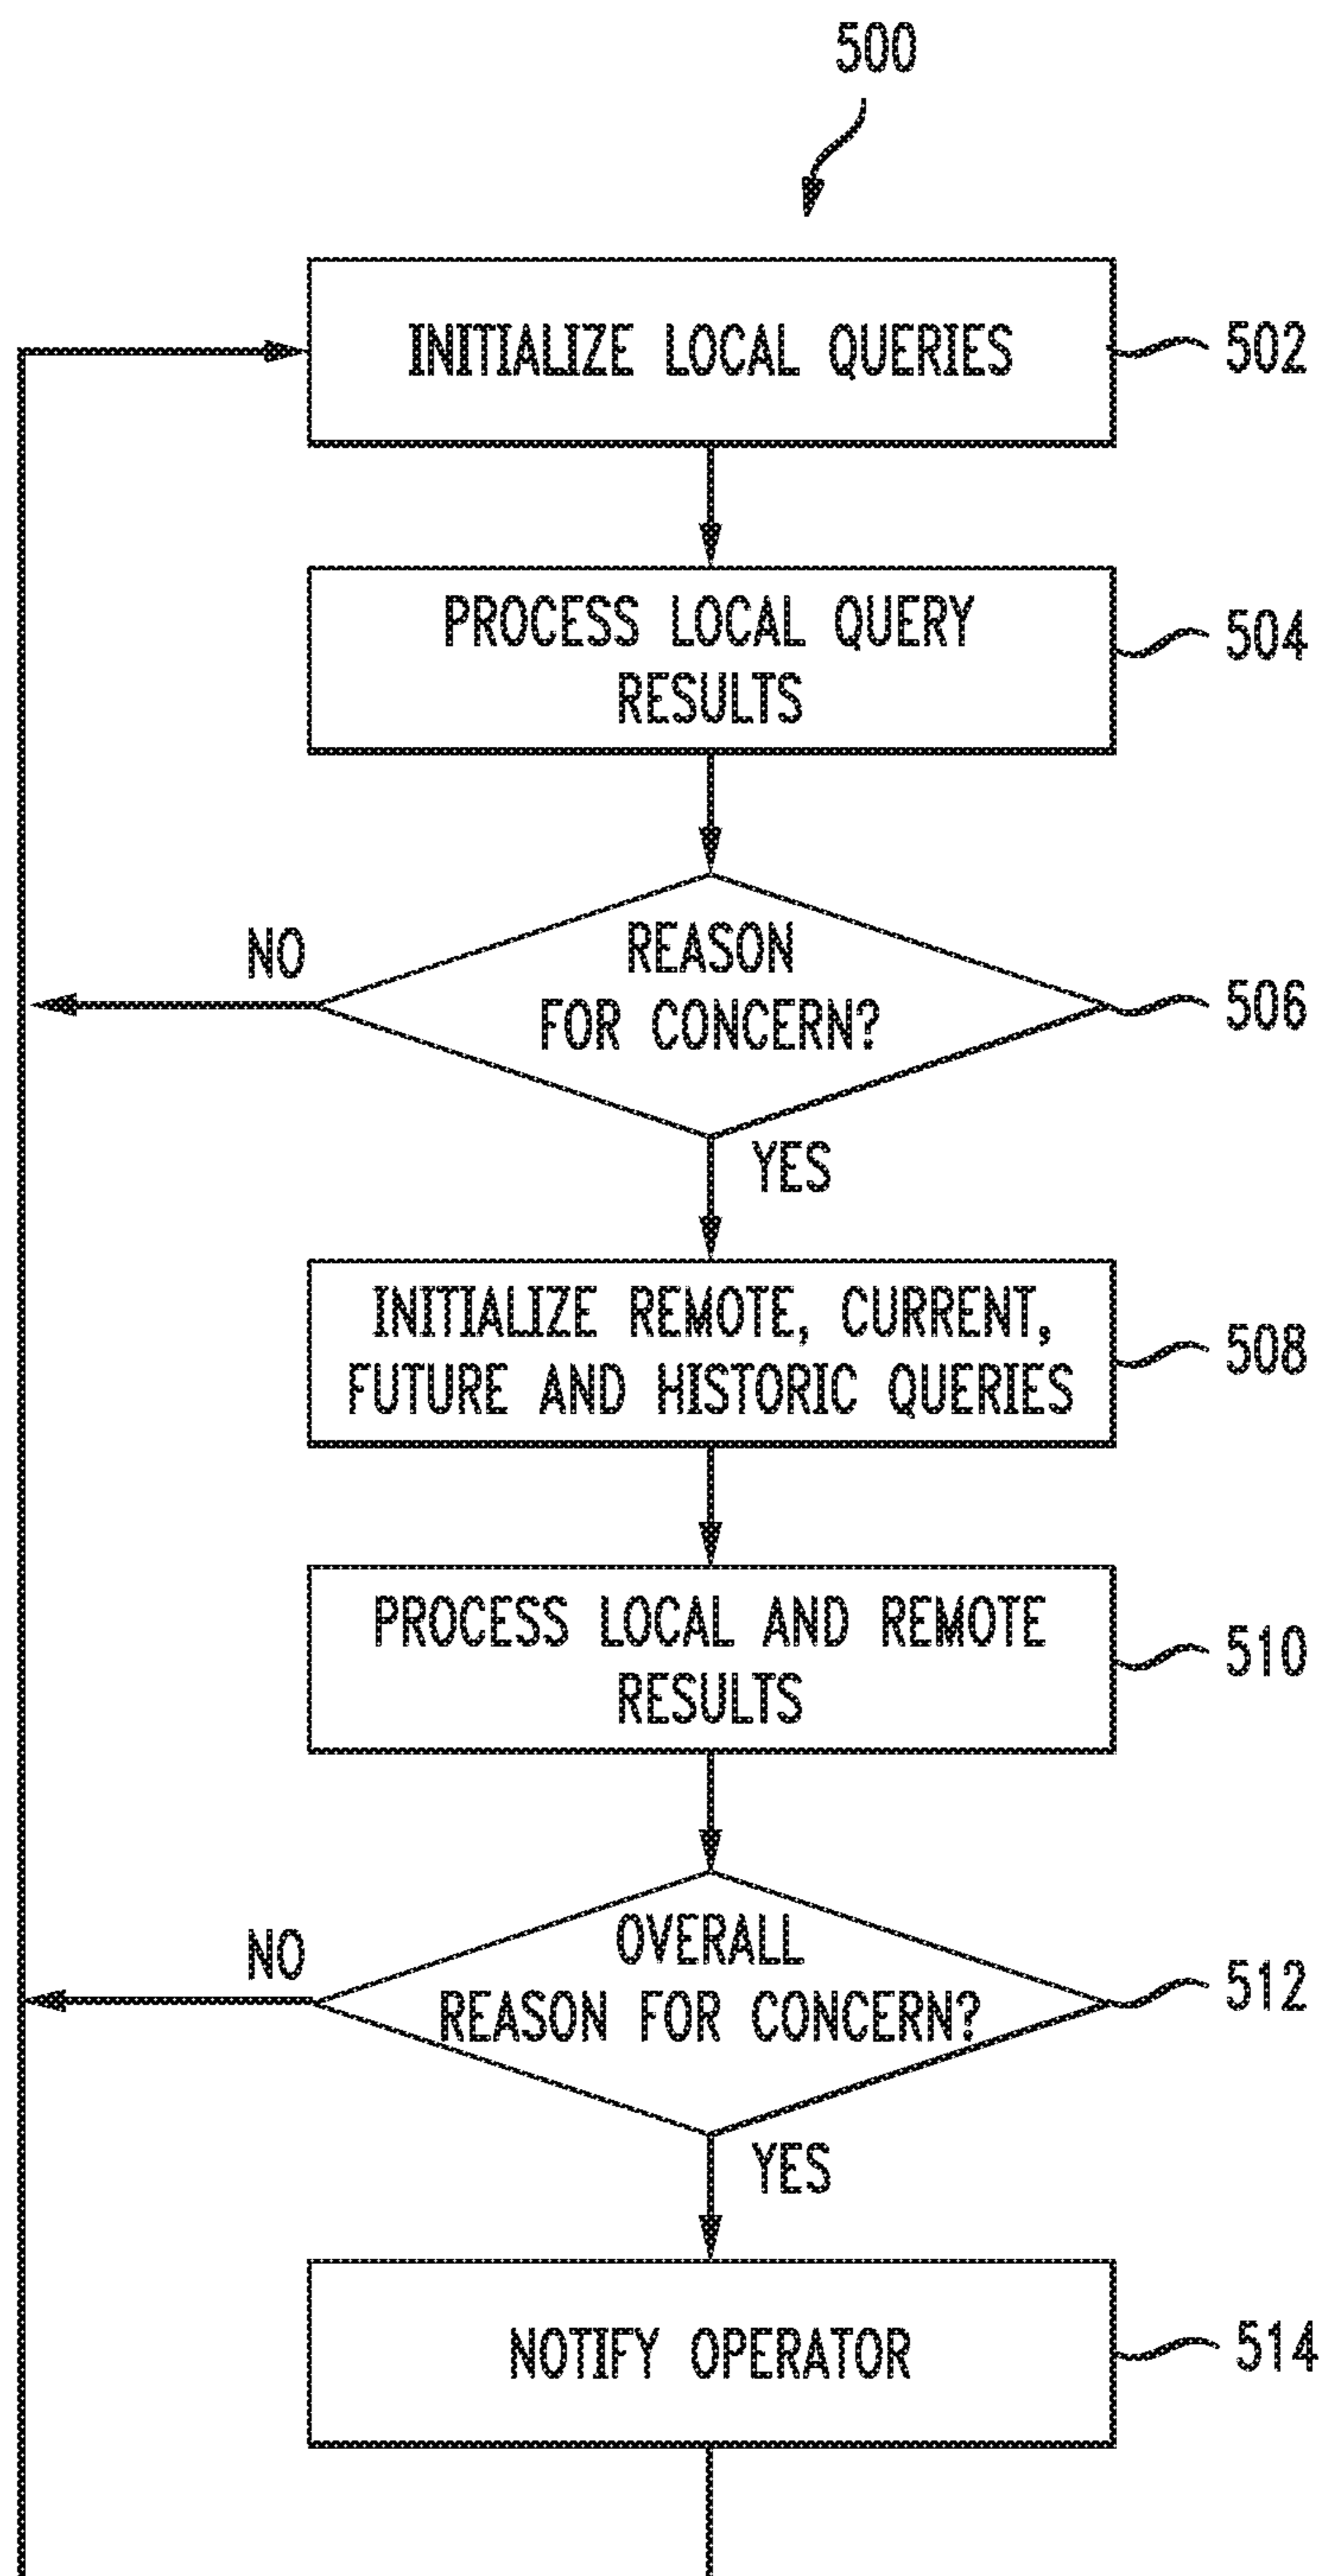 500
INITIALIZE LOCAL QUERIES
502
PROCESS LOCAL QUERY
RESULTS
504
REASON
FOR CONCERN?
NO
506
YES
INITIALIZE REMOTE, CURRENT,
FUTURE AND HISTORIC QUERIES
508
PROCESS LOCAL AND REMOTE
RESULTS
510
OVERALL
REASON FOR CONCERN?
NO
512
YES
NOTIFY OPERATOR
514